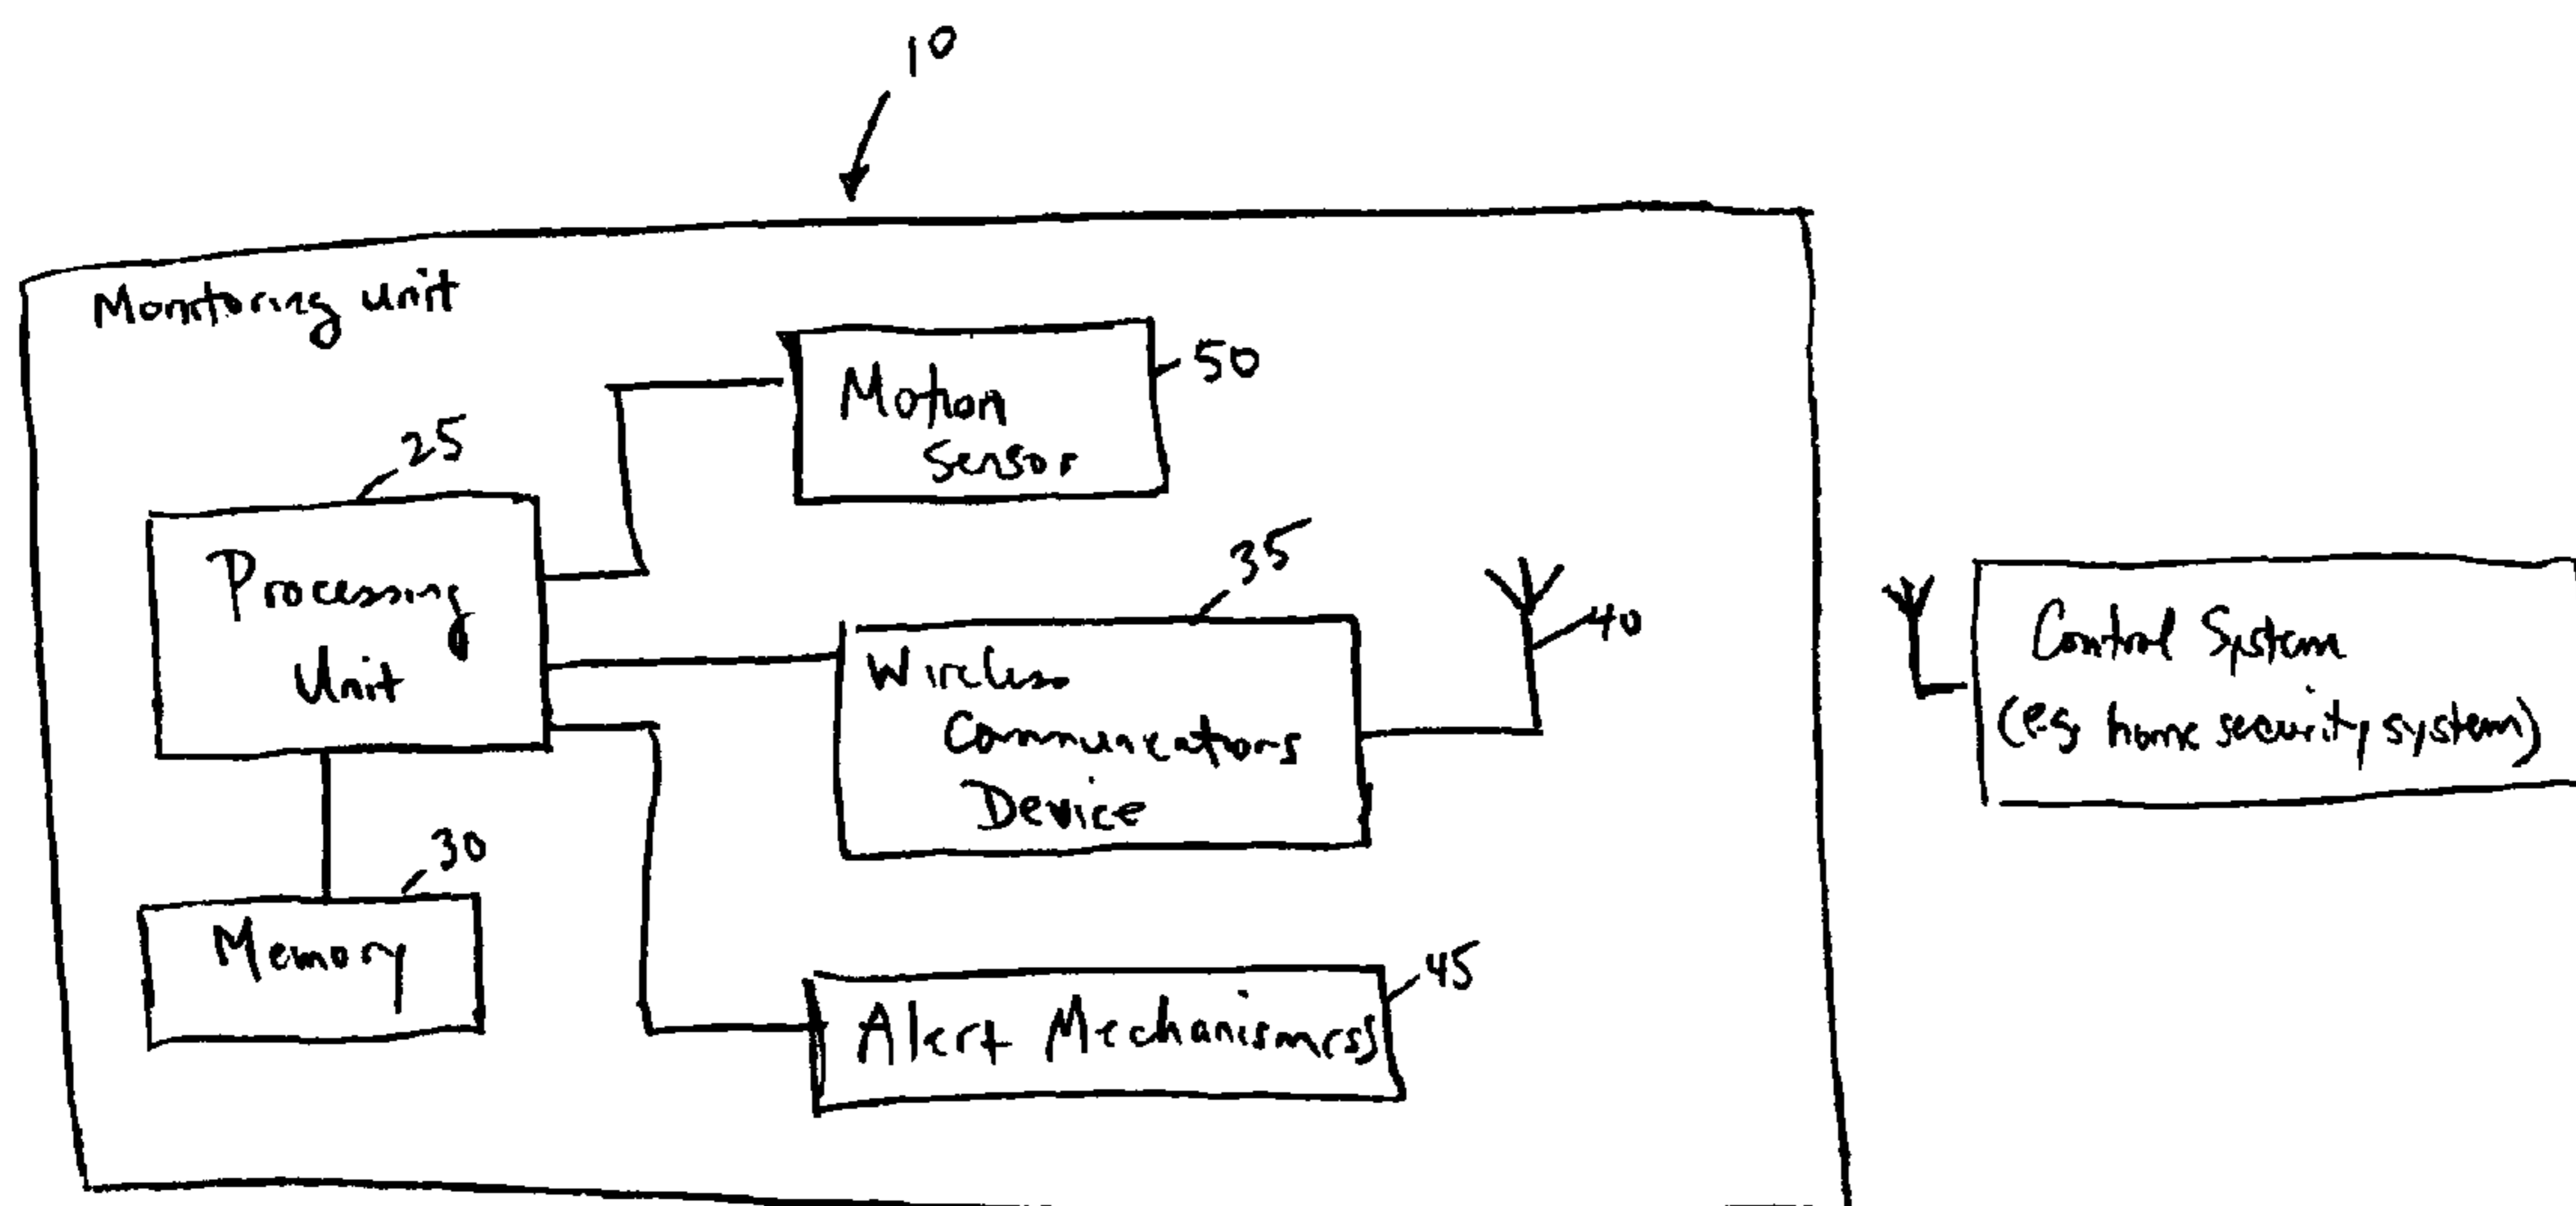 10
Monitoring unit
50
Motion
Sensor
25
Processing
Unit
35
Wireless
Communications
Device
40
Control System
(e.g. home security system)
30
Memory
45
Alert Mechanism(s)